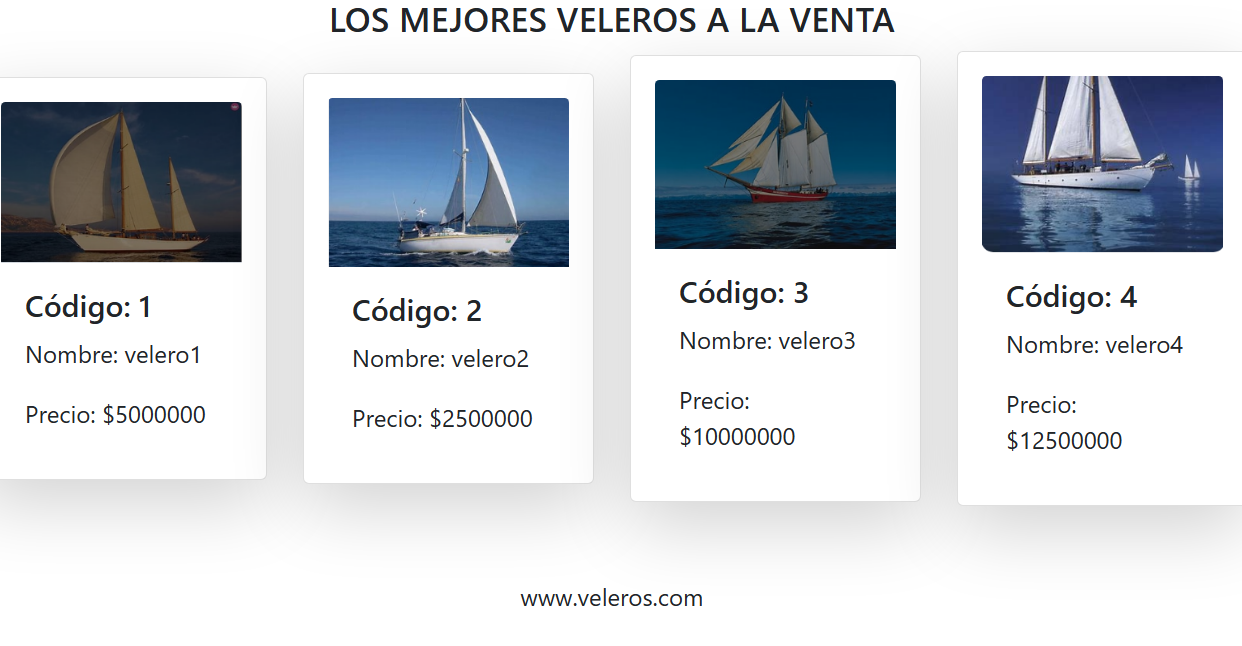 LOS MEJORES VELEROS A LA VENTA
Código: 1
Nombre: velero1
Precio: $5000000
Código: 2
Nombre: velero2
Precio: $2500000
Código: 3
Nombre: velero3
Precio:
$10000000
Código: 4
Nombre: velero4
Precio:
$12500000
www.veleros.com